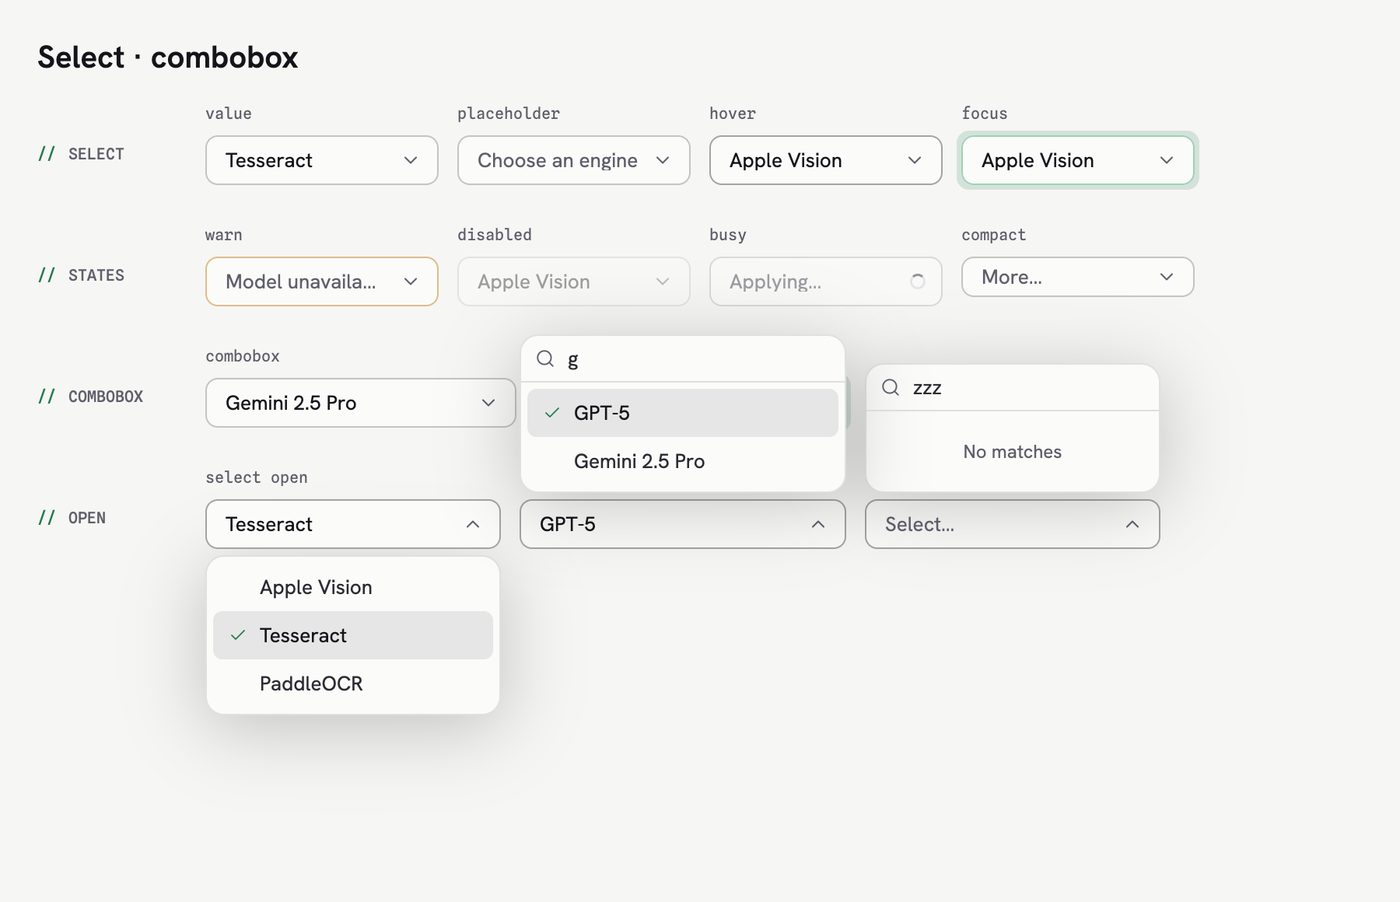 Select · combobox
value
placeholder
hover
focus
// SELECT
Tesseract
Choose an engine
Apple Vision
Apple Vision
warn
disabled
busy
compact
// STATES
Model unavaila...
Apple Vision
Applying...
More...
combobox
// COMBOBOX
Gemini 2.5 Pro
g
GPT-5
Gemini 2.5 Pro
zzz
No matches
select open
// OPEN
Tesseract
GPT-5
Select...
Apple Vision
Tesseract
PaddleOCR